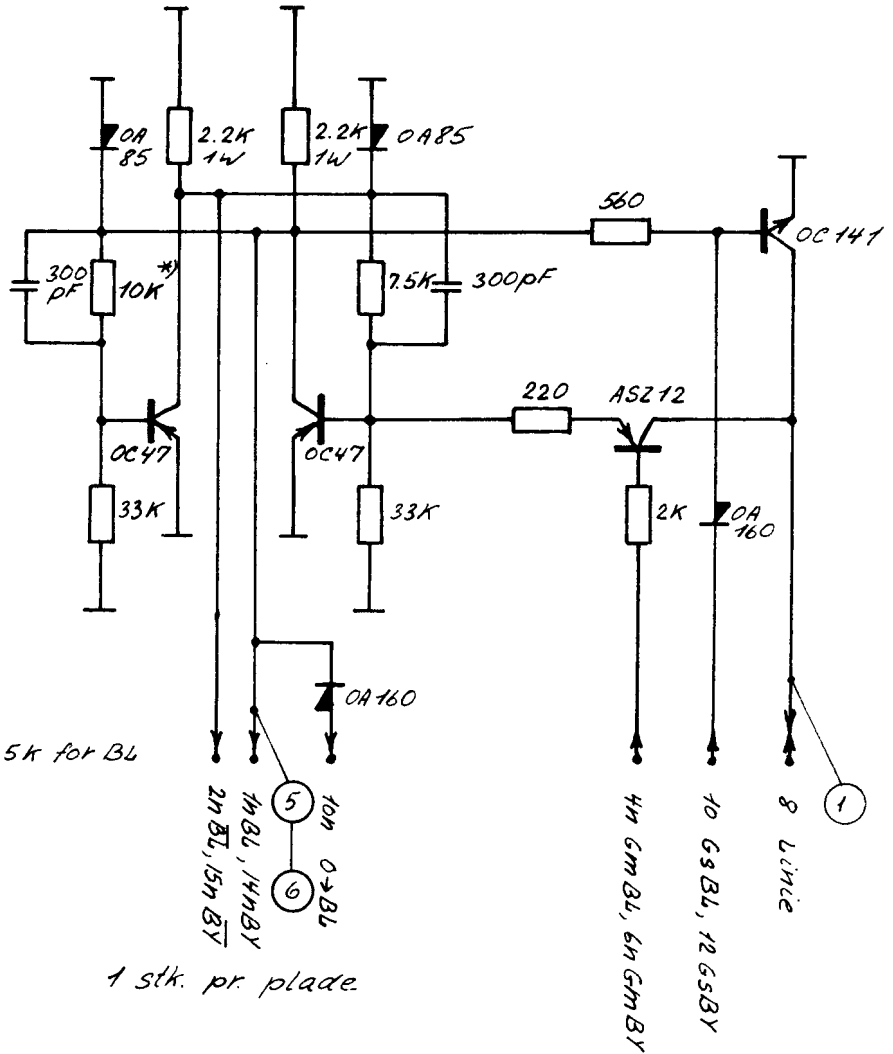 OA
85
2.2K
1W
2.2K
1W
OA85
560
OC141
300
pF
10K *)
7.5K
300pF
220
ASZ12
OC47
OC47
33K
33K
2K
OA
160
OA160
5K for BL
2n B̅L̅, 15n B̅Y̅
1n BL, 14n BY
10n 0→BL
5
6
4n GmBL, 6n GmBY
10 GsBL, 12 GsBY
8 Linie
1
1 stk. pr. plade